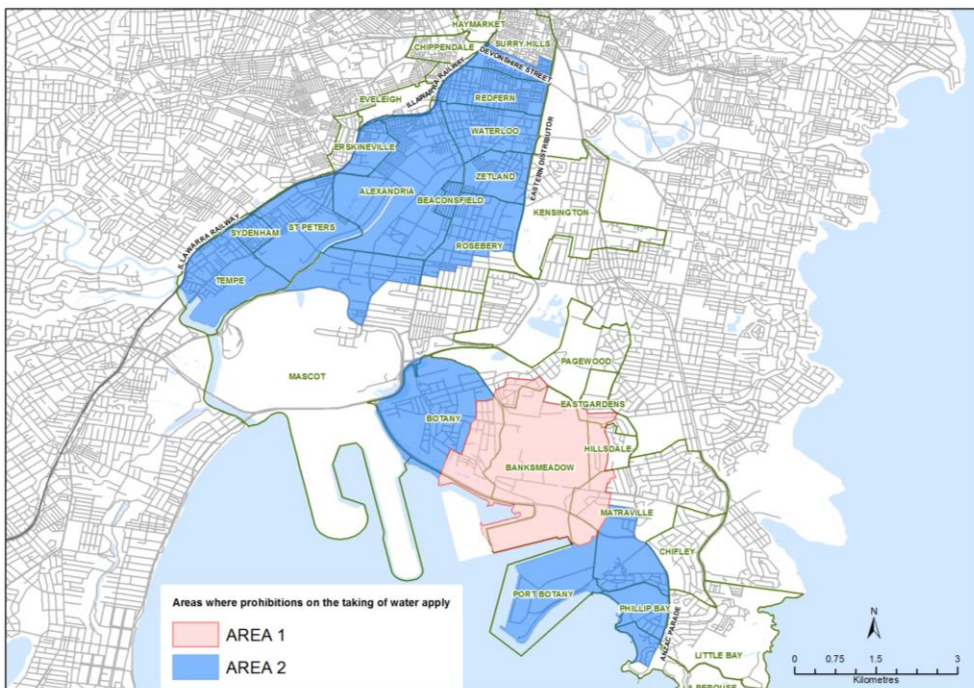 HAYMARKET
SURRY HILLS
CHIPPENDALE
DEVONSHIRE STREET
ILLAWARRA RAILWAY
EVELEIGH
REDFERN
WATERLOO
ERSKINEVILLE
EASTERN DISTRIBUTOR
ZETLAND
ALEXANDRIA
BEACONSFIELD
KENSINGTON
ILLAWARRA RAILWAY
ST PETERS
SYDENHAM
ROSEBERY
TEMPE
PAGEWOOD
MASCOT
EASTGARDENS
BOTANY
HILLSDALE
BANKSMEADOW
MATRAVILLE
CHIFLEY
PORT BOTANY
PHILLIP BAY
ANZAC PARADE
LITTLE BAY
LA PEROUSE
Areas where prohibitions on the taking of water apply
AREA 1
AREA 2
N
0 0.75 1.5 3
Kilometres